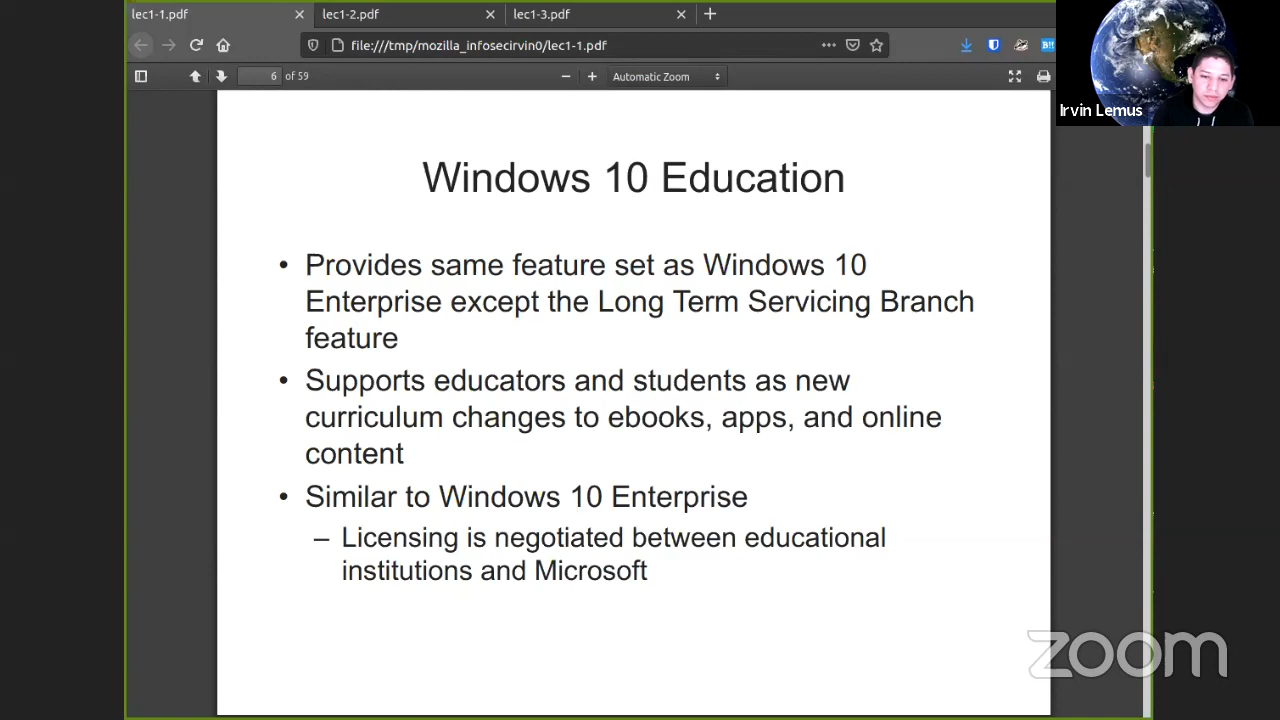 lec1-1.pdf
lec1-2.pdf
lec1-3.pdf
file:///tmp/mozilla_infosecirvin0/lec1-1.pdf
6 of 59
Automatic Zoom
Irvin Lemus
Windows 10 Education
• Provides same feature set as Windows 10
Enterprise except the Long Term Servicing Branch
feature
• Supports educators and students as new
curriculum changes to ebooks, apps, and online
content
• Similar to Windows 10 Enterprise
– Licensing is negotiated between educational
institutions and Microsoft
zoom